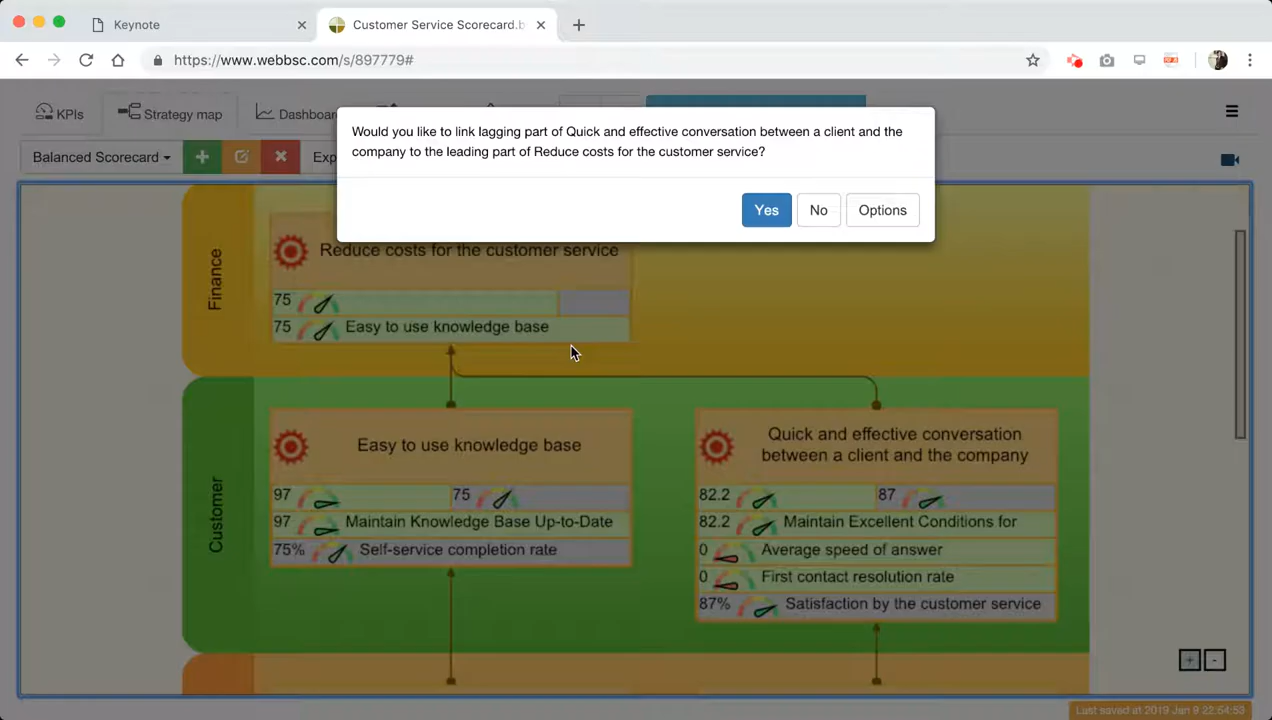 Keynote
Customer Service Scorecard.b
https://www.webbsc.com/s/897779#
KPIs
Strategy map
Dashboar
Balanced Scorecard
Exp
Would you like to link lagging part of Quick and effective conversation between a client and the
company to the leading part of Reduce costs for the customer service?
Yes
No
Options
Finance
Reduce costs for the customer service
75
75 Easy to use knowledge base
Customer
Easy to use knowledge base
97 75
97 Maintain Knowledge Base Up-to-Date
75% Self-service completion rate
Quick and effective conversation
between a client and the company
82.2 87
82.2 Maintain Excellent Conditions for
0 Average speed of answer
0 First contact resolution rate
87% Satisfaction by the customer service
+ -
Last saved at 2019 Jan 9 22:54:53